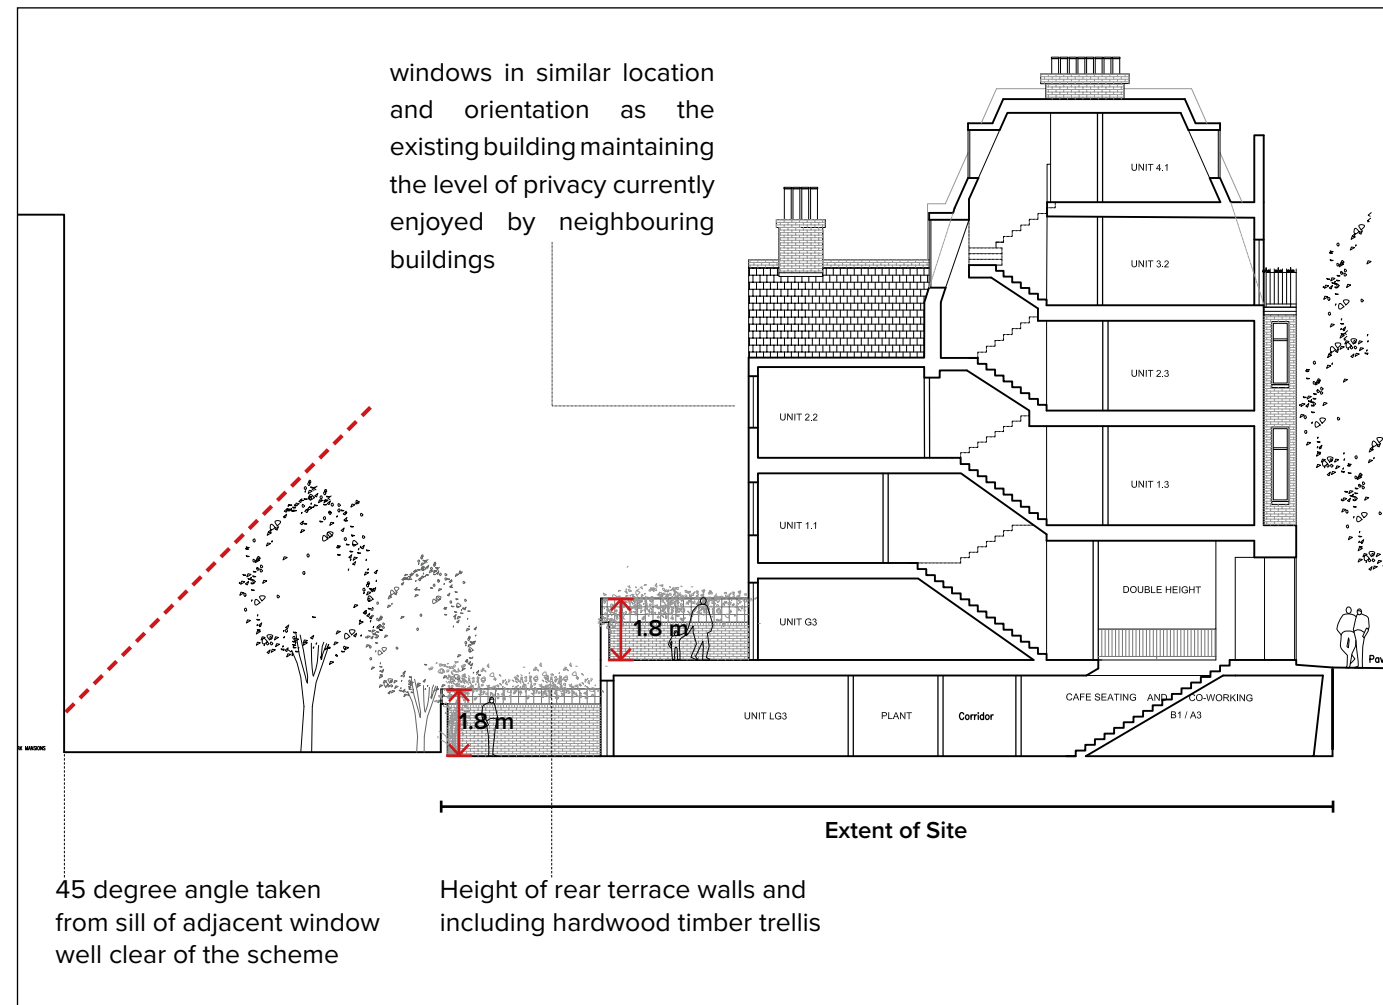 windows in similar location
and orientation as the
existing building maintaining
the level of privacy currently
enjoyed by neighbouring
buildings
UNIT 4.1
UNIT 3.2
UNIT 2.3
UNIT 2.2
UNIT 1.3
UNIT 1.1
DOUBLE HEIGHT
1.8 m
UNIT G3
Pav
CAFE SEATING AND CO-WORKING
B1 / A3
UNIT LG3
PLANT
Corridor
1.8 m
RK MANSIONS
Extent of Site
45 degree angle taken
from sill of adjacent window
well clear of the scheme
Height of rear terrace walls and
including hardwood timber trellis